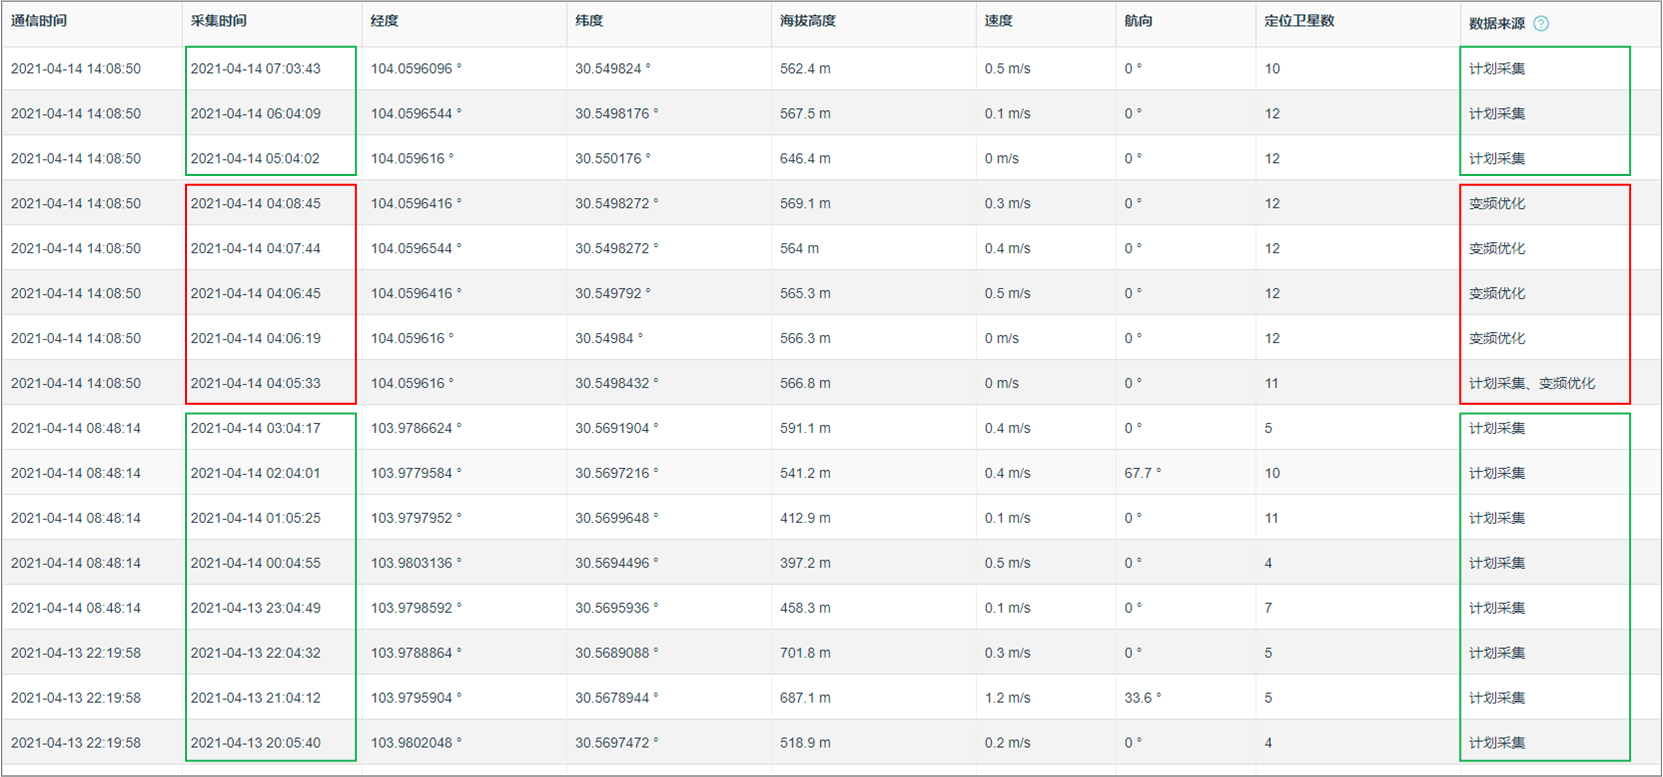 通信时间 采集时间 经度 纬度 海拔高度 速度 航向 定位卫星数 数据来源 ?
2021-04-14 14:08:50 2021-04-14 07:03:43 104.0596096 ° 30.549824 ° 562.4 m 0.5 m/s 0 ° 10 计划采集
2021-04-14 14:08:50 2021-04-14 06:04:09 104.0596544 ° 30.5498176 ° 567.5 m 0.1 m/s 0 ° 12 计划采集
2021-04-14 14:08:50 2021-04-14 05:04:02 104.059616 ° 30.550176 ° 646.4 m 0 m/s 0 ° 12 计划采集
2021-04-14 14:08:50 2021-04-14 04:08:45 104.0596416 ° 30.5498272 ° 569.1 m 0.3 m/s 0 ° 12 变频优化
2021-04-14 14:08:50 2021-04-14 04:07:44 104.0596544 ° 30.5498272 ° 564 m 0.4 m/s 0 ° 12 变频优化
2021-04-14 14:08:50 2021-04-14 04:06:45 104.0596416 ° 30.549792 ° 565.3 m 0.5 m/s 0 ° 12 变频优化
2021-04-14 14:08:50 2021-04-14 04:06:19 104.059616 ° 30.54984 ° 566.3 m 0 m/s 0 ° 12 变频优化
2021-04-14 14:08:50 2021-04-14 04:05:33 104.059616 ° 30.5498432 ° 566.8 m 0 m/s 0 ° 11 计划采集、变频优化
2021-04-14 08:48:14 2021-04-14 03:04:17 103.9786624 ° 30.5691904 ° 591.1 m 0.4 m/s 0 ° 5 计划采集
2021-04-14 08:48:14 2021-04-14 02:04:01 103.9779584 ° 30.5697216 ° 541.2 m 0.4 m/s 67.7 ° 10 计划采集
2021-04-14 08:48:14 2021-04-14 01:05:25 103.9797952 ° 30.5699648 ° 412.9 m 0.1 m/s 0 ° 11 计划采集
2021-04-14 08:48:14 2021-04-14 00:04:55 103.9803136 ° 30.5694496 ° 397.2 m 0.5 m/s 0 ° 4 计划采集
2021-04-14 08:48:14 2021-04-13 23:04:49 103.9798592 ° 30.5695936 ° 458.3 m 0.1 m/s 0 ° 7 计划采集
2021-04-13 22:19:58 2021-04-13 22:04:32 103.9788864 ° 30.5689088 ° 701.8 m 0.3 m/s 0 ° 5 计划采集
2021-04-13 22:19:58 2021-04-13 21:04:12 103.9795904 ° 30.5678944 ° 687.1 m 1.2 m/s 33.6 ° 5 计划采集
2021-04-13 22:19:58 2021-04-13 20:05:40 103.9802048 ° 30.5697472 ° 518.9 m 0.2 m/s 0 ° 4 计划采集